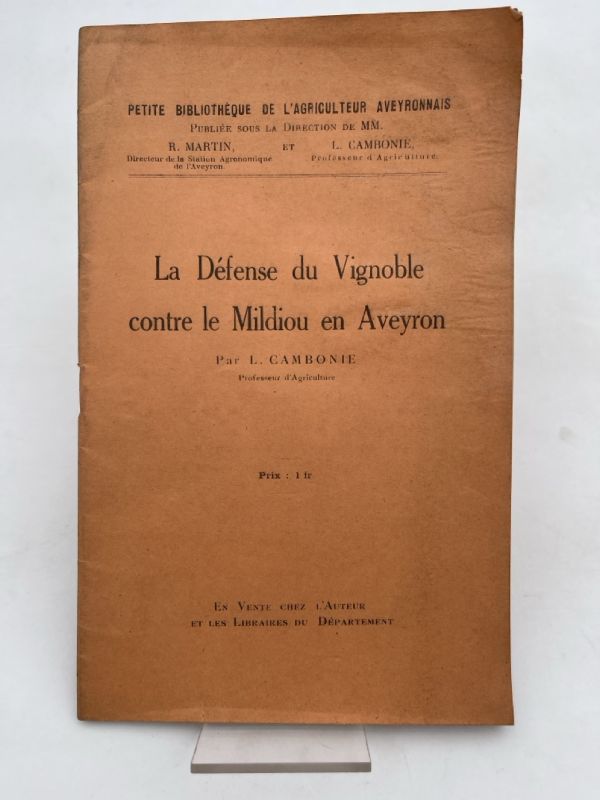 PETITE BIBLIOTHÈQUE DE L'AGRICULTEUR AVEYRONNAIS
PUBLIÉE SOUS LA DIRECTION DE MM.
R. MARTIN, ET L. CAMBONIE,
Directeur de la Station Agronomique de l'Aveyron. Professeur d'Agriculture.
La Défense du Vignoble
contre le Mildiou en Aveyron
Par L. CAMBONIE
Professeur d'Agriculture
Prix : 1 fr
EN VENTE CHEZ L'AUTEUR
ET LES LIBRAIRES DU DÉPARTEMENT